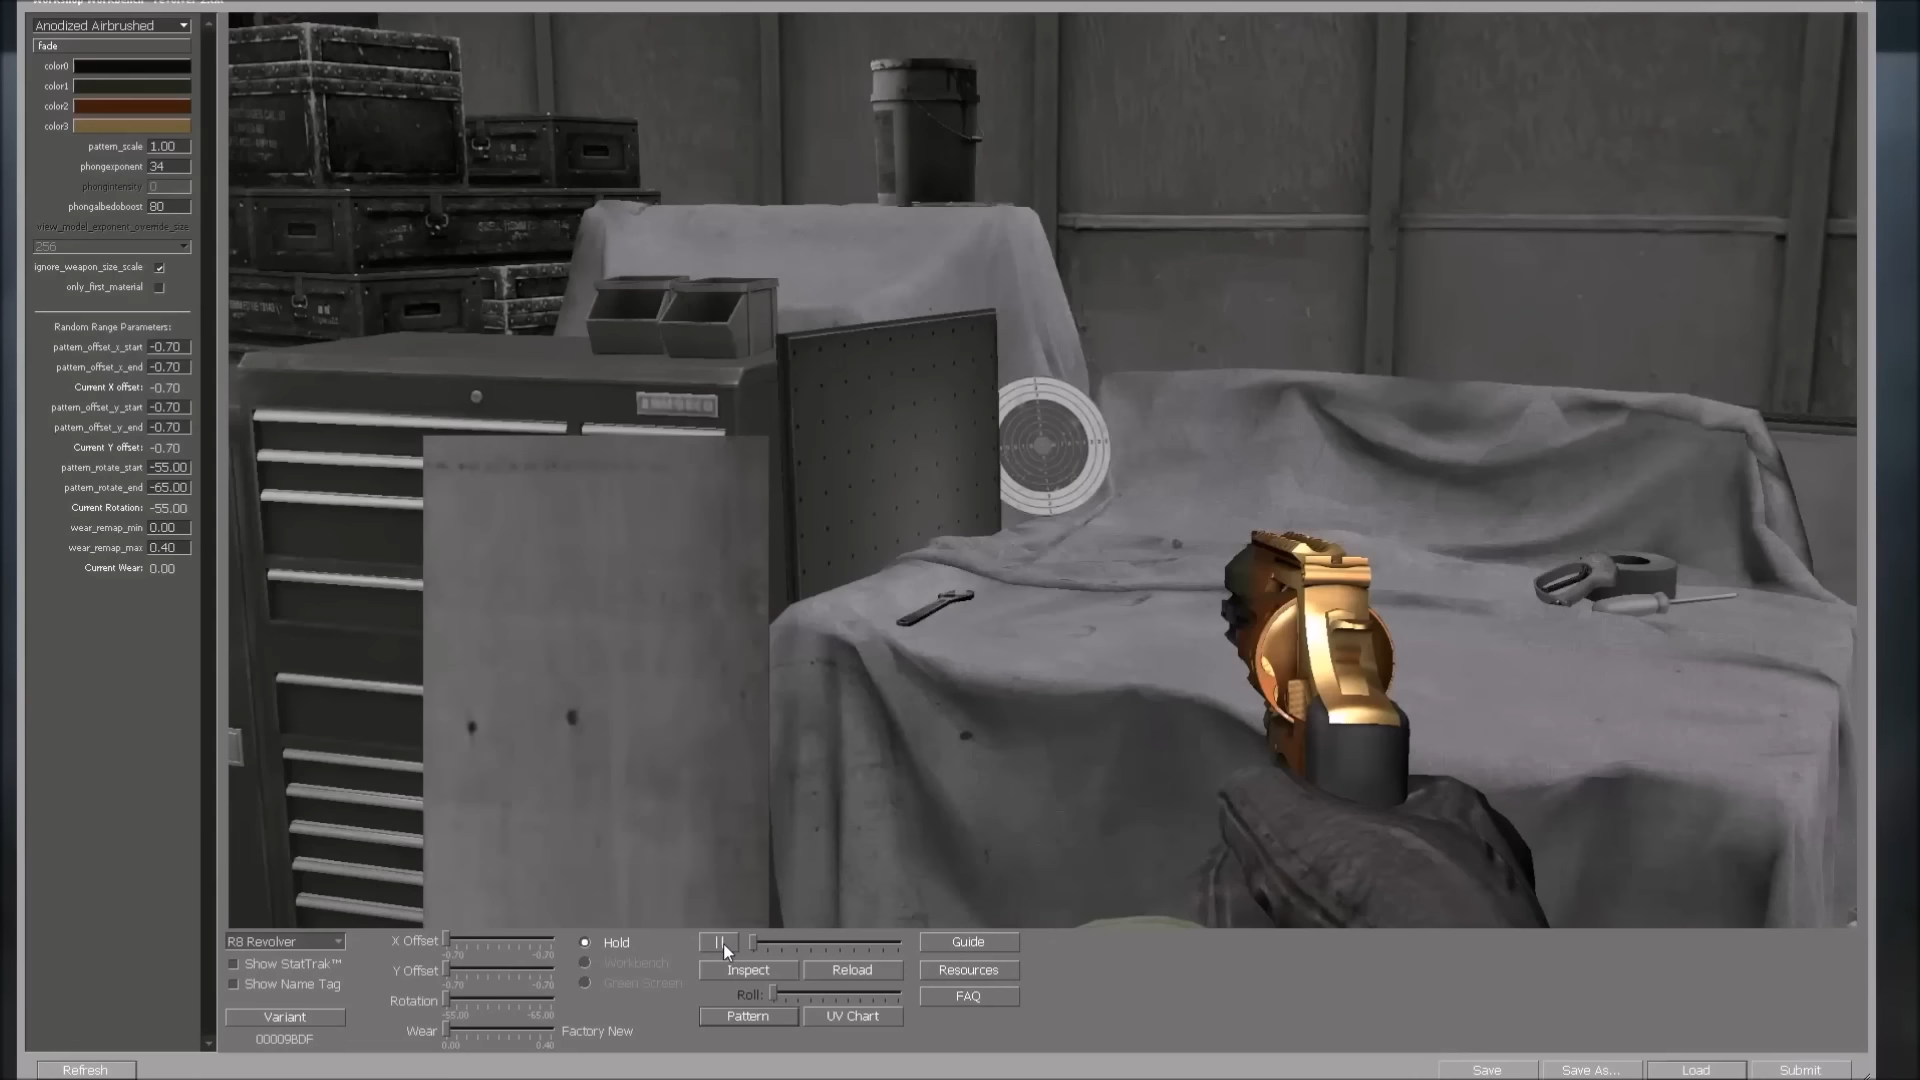 Workshop Workbench - revolver 2.txt
Anodized Airbrushed
fade
color0
color1
color2
color3
pattern_scale 1.00
phongexponent 34
phongintensity 0
phongalbedoboost 80
view_model_exponent_override_size
256
ignore_weapon_size_scale
only_first_material
Random Range Parameters:
pattern_offset_x_start -0.70
pattern_offset_x_end -0.70
Current X offset: -0.70
pattern_offset_y_start -0.70
pattern_offset_y_end -0.70
Current Y offset: -0.70
pattern_rotate_start -55.00
pattern_rotate_end -65.00
Current Rotation: -55.00
wear_remap_min 0.00
wear_remap_max 0.40
Current Wear: 0.00
R8 Revolver
Show StatTrak™
Show Name Tag
Variant
00009BDF
X Offset
-0.70 -0.70
Y Offset
-0.70 -0.70
Rotation
-55.00 -65.00
Wear Factory New
0.00 0.40
Hold
Workbench
Green Screen
Inspect Reload
Roll:
Pattern UV Chart
Guide
Resources
FAQ
Refresh Save Save As... Load Submit